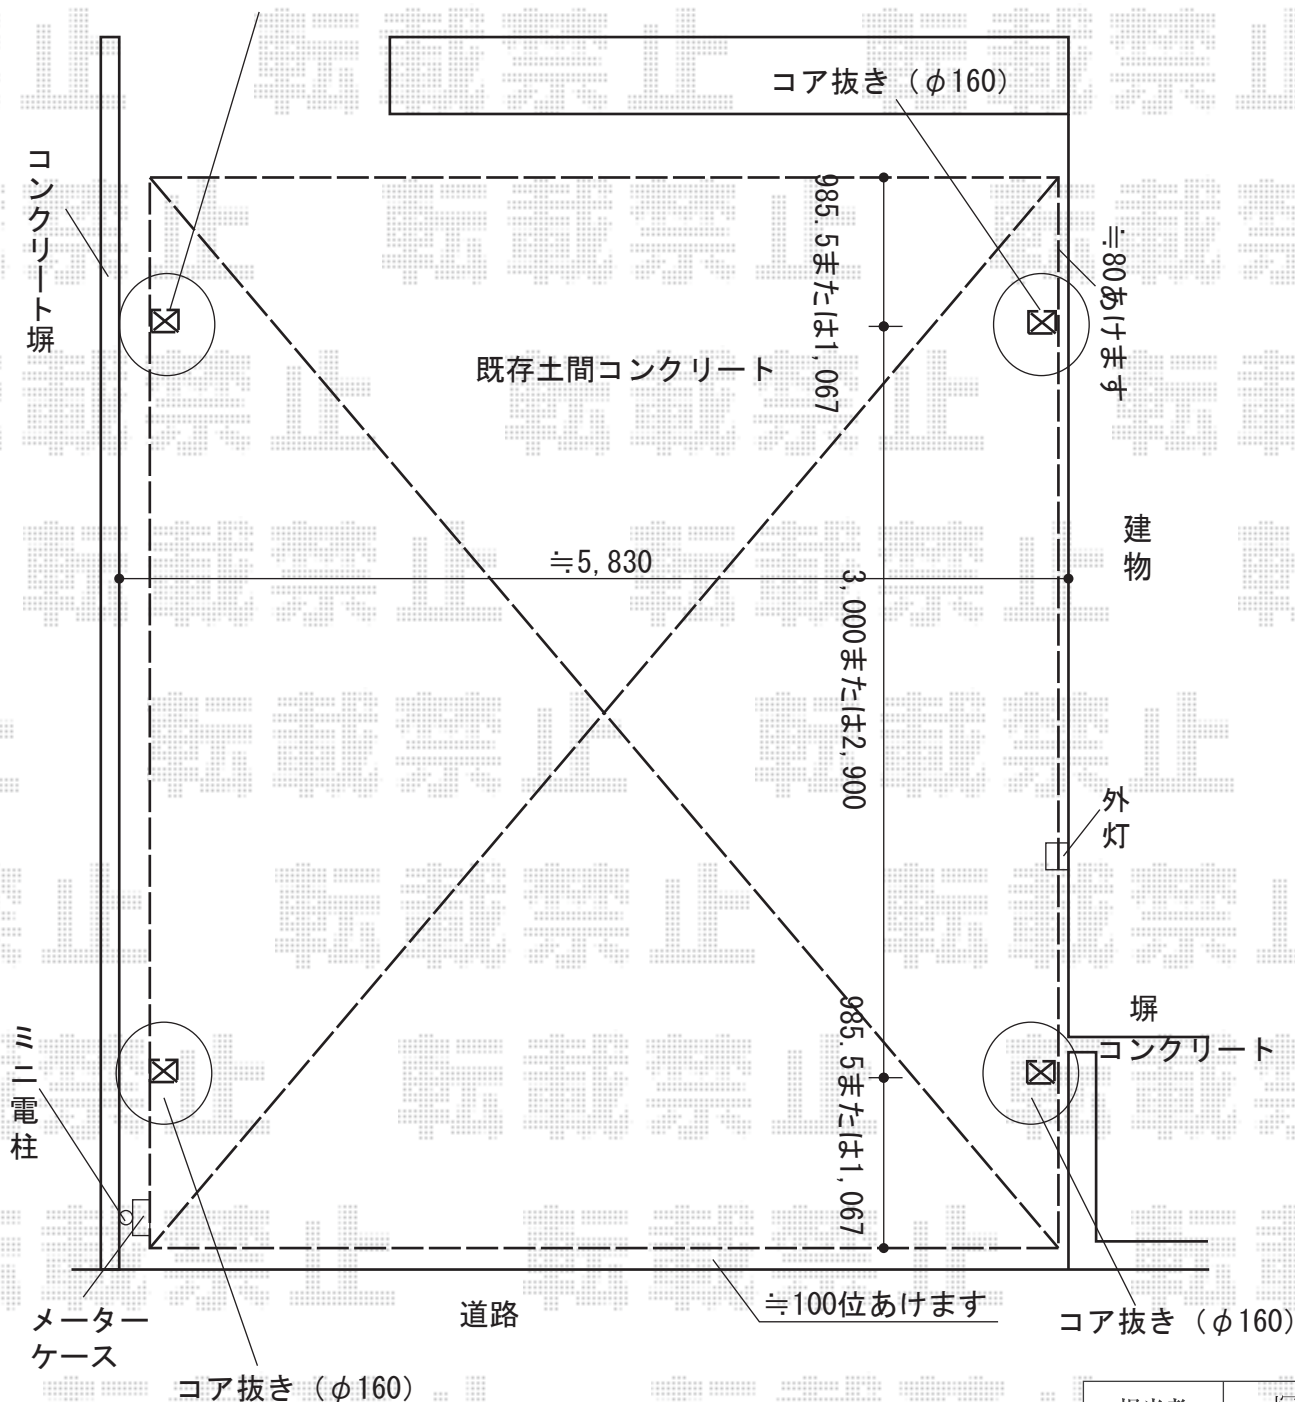 コア抜き（φ160）
コンクリート塀
985.5または1,067
≒80あけます
既存土間コンクリート
≒5,830
建物
3,000または2,900
外灯
塀
コンクリート
985.5または1,067
ミニ電柱
メーター
ケース
道路
≒100位あけます
コア抜き（φ160）
コア抜き（φ160）
転載禁止